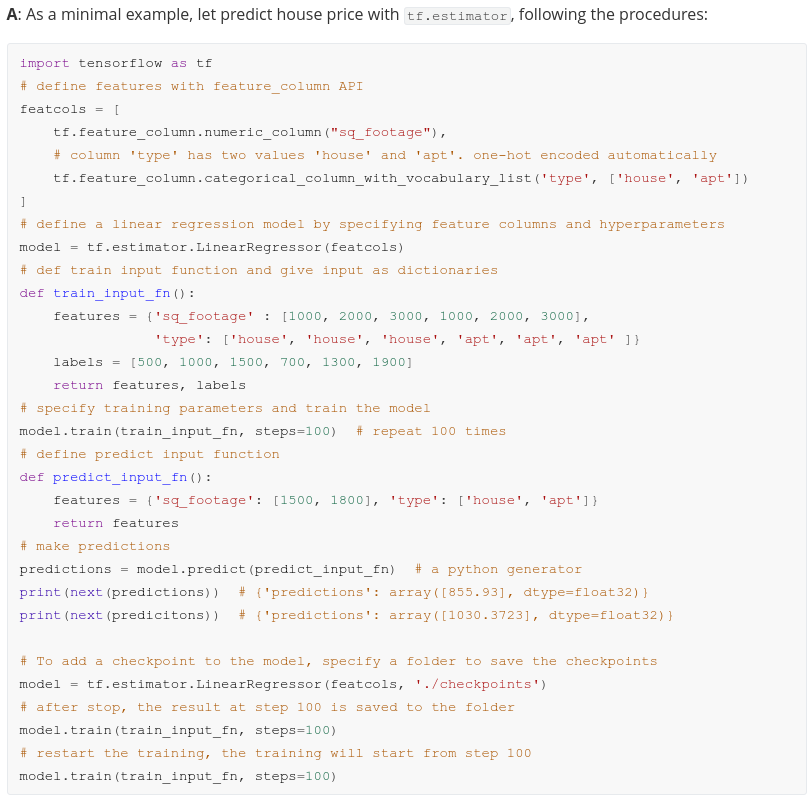 A: As a minimal example, let predict house price with tf.estimator, following the procedures:
import tensorflow as tf
# define features with feature_column API
featcols = [
    tf.feature_column.numeric_column("sq_footage"),
    # column 'type' has two values 'house' and 'apt'. one-hot encoded automatically
    tf.feature_column.categorical_column_with_vocabulary_list('type', ['house', 'apt'])
]
# define a linear regression model by specifying feature columns and hyperparameters
model = tf.estimator.LinearRegressor(featcols)
# def train input function and give input as dictionaries
def train_input_fn():
    features = {'sq_footage' : [1000, 2000, 3000, 1000, 2000, 3000],
                'type': ['house', 'house', 'house', 'apt', 'apt', 'apt' ]}
    labels = [500, 1000, 1500, 700, 1300, 1900]
    return features, labels
# specify training parameters and train the model
model.train(train_input_fn, steps=100)  # repeat 100 times
# define predict input function
def predict_input_fn():
    features = {'sq_footage': [1500, 1800], 'type': ['house', 'apt']}
    return features
# make predictions
predictions = model.predict(predict_input_fn)  # a python generator
print(next(predictions))  # {'predictions': array([855.93], dtype=float32)}
print(next(predicitons))  # {'predictions': array([1030.3723], dtype=float32)}

# To add a checkpoint to the model, specify a folder to save the checkpoints
model = tf.estimator.LinearRegressor(featcols, './checkpoints')
# after stop, the result at step 100 is saved to the folder
model.train(train_input_fn, steps=100)
# restart the training, the training will start from step 100
model.train(train_input_fn, steps=100)